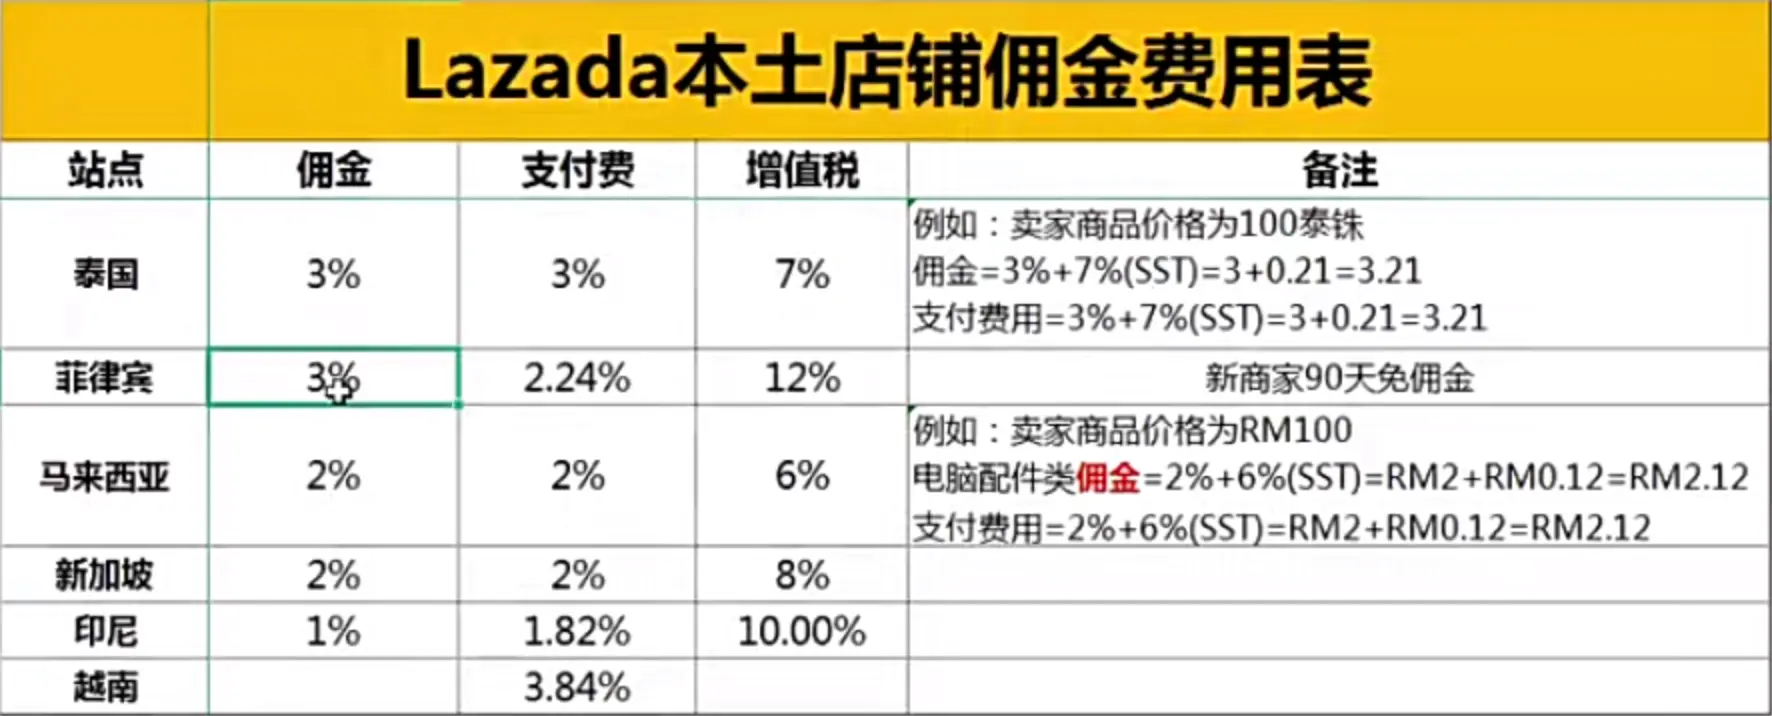 Lazada本土店铺佣金费用表
站点 佣金 支付费 增值税 备注
泰国 3% 3% 7% 例如：卖家商品价格为100泰铢
佣金=3%+7%(SST)=3+0.21=3.21
支付费用=3%+7%(SST)=3+0.21=3.21
菲律宾 3% 2.24% 12% 新商家90天免佣金
马来西亚 2% 2% 6% 例如：卖家商品价格为RM100
电脑配件类佣金=2%+6%(SST)=RM2+RM0.12=RM2.12
支付费用=2%+6%(SST)=RM2+RM0.12=RM2.12
新加坡 2% 2% 8%
印尼 1% 1.82% 10.00%
越南 3.84%